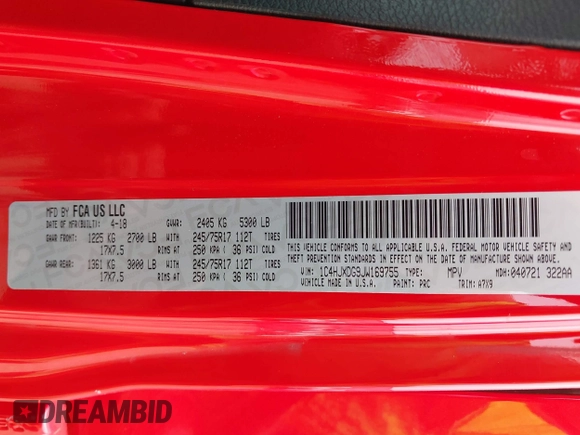 MFD BY FCA US LLC
DATE OF MFR(BUILT): 4-18 GVWR: 2405 KG 5300 LB
GAWR FRONT: 1225 KG 2700 LB WITH 245/75R17 112T TIRES
17X7.5 RIMS AT 250 KPA ( 36 PSI) COLD
GAWR REAR: 1361 KG 3000 LB WITH 245/75R17 112T TIRES
17X7.5 RIMS AT 250 KPA ( 36 PSI) COLD
THIS VEHICLE CONFORMS TO ALL APPLICABLE U.S.A. FEDERAL MOTOR VEHICLE SAFETY AND
THEFT PREVENTION STANDARDS IN EFFECT ON THE DATE OF MANUFACTURE SHOWN ABOVE.
VIN: 1C4HJXDG9JW169755 TYPE: MPV MDH: 040721 322AA
VEHICLE MADE IN U.S.A. PAINT: PRC TRIM: A7X9
DREAMBID